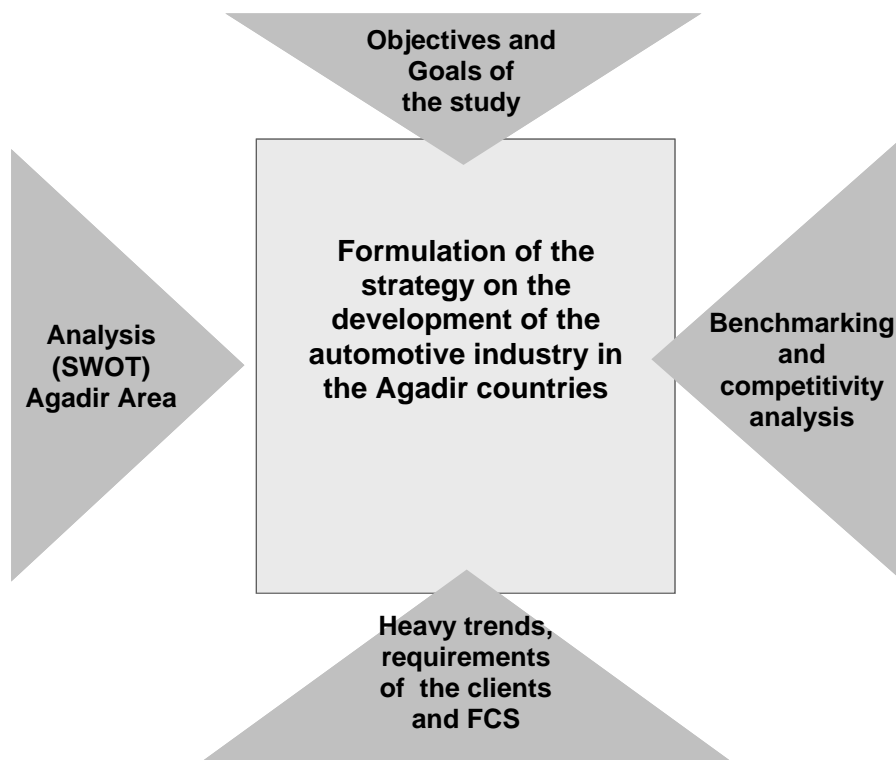 Objectives and
Goals of
the study
Formulation of the
strategy on the
development of the
automotive industry in
the Agadir countries
Analysis
(SWOT)
Agadir Area
Benchmarking
and
competitivity
analysis
Heavy trends,
requirements
of the clients
and FCS